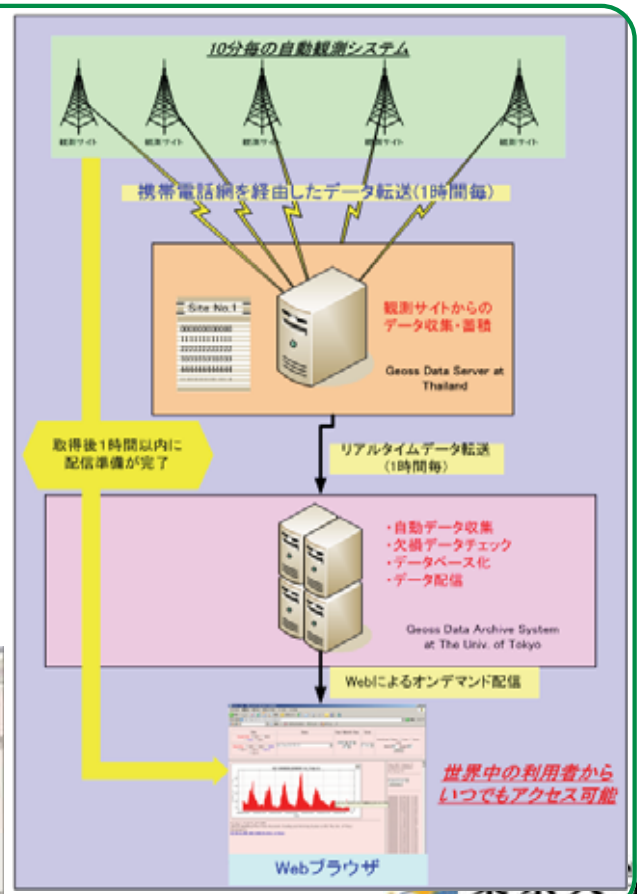 10分毎の自動観測システム
観測サイト 観測サイト 観測サイト 観測サイト 観測サイト
携帯電話網を経由したデータ転送(1時間毎)
Site No.1
000000000000
111111111111
222222222222
333333333333
444444444444
観測サイトからの
データ収集・蓄積
Geoss Data Server at
Thailand
取得後1時間以内に
配信準備が完了
リアルタイムデータ転送
(1時間毎)
・自動データ収集
・欠損データチェック
・データベース化
・データ配信
Geoss Data Archive System
at The Univ. of Tokyo
Webによるオンデマンド配信
世界中の利用者から
いつでもアクセス可能
Webブラウザ